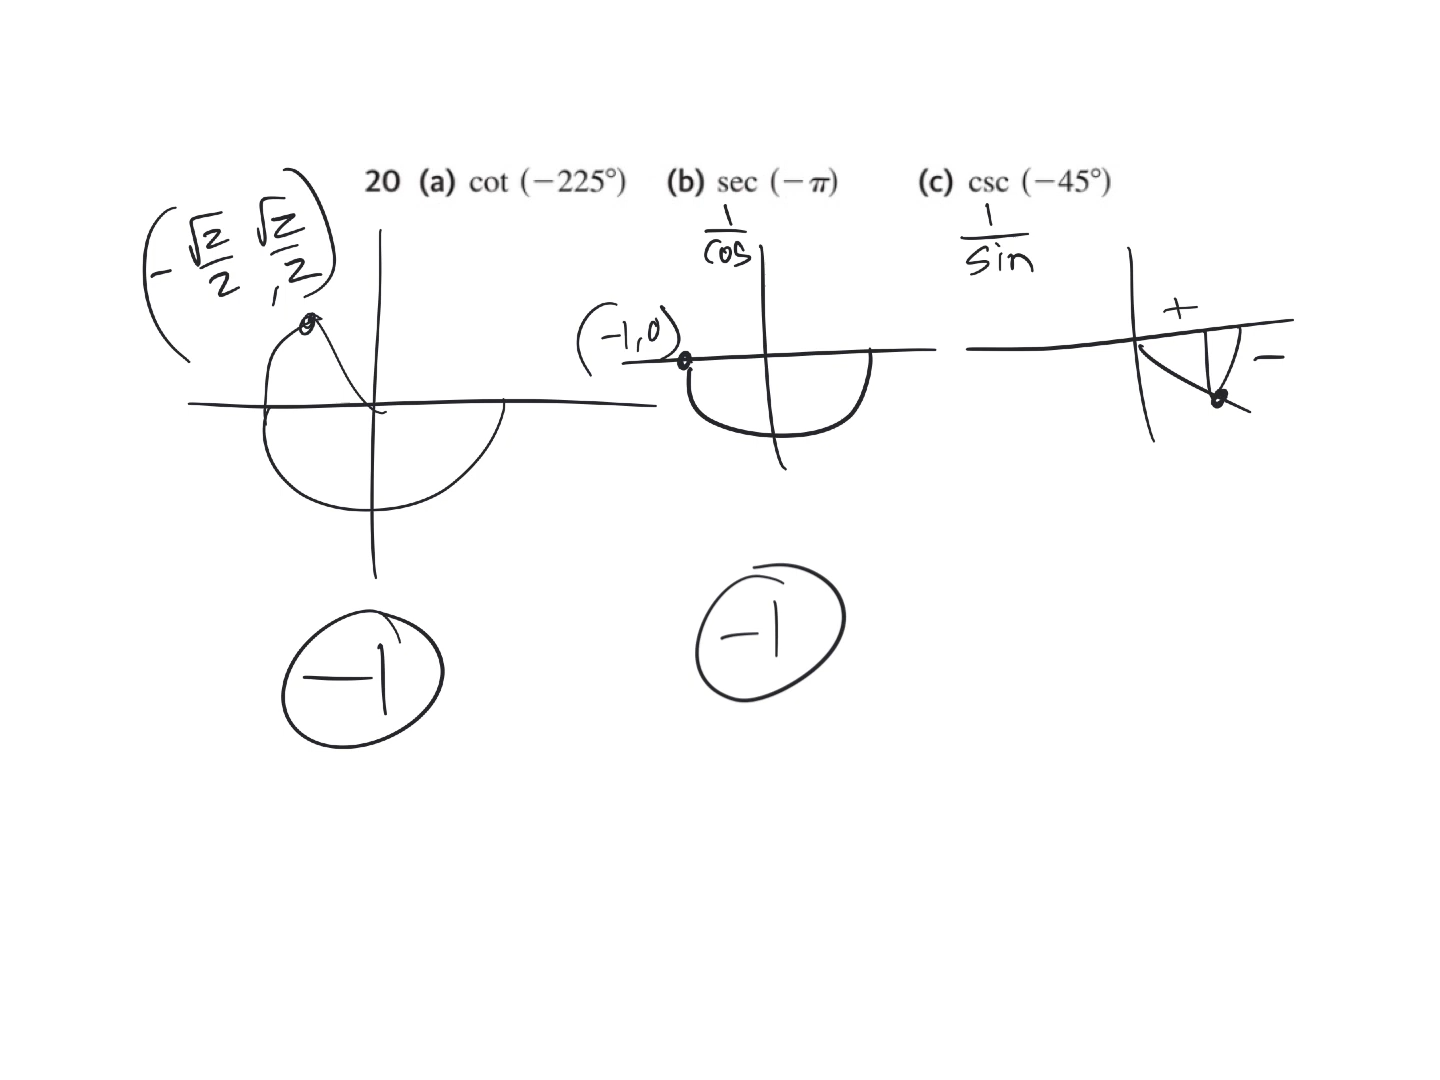 20 (a) cot (−225°) (b) sec (−π) (c) csc (−45°)
(-√2/2, √2/2)
1/cos
1/sin
(-1,0)
+
−
-1
-1